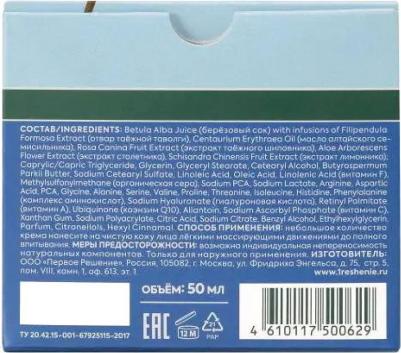 СОСТАВ/INGREDIENTS: Betula Alba Juice (берёзовый сок) with infusions of Filipendula
Formosa Extract (отвар таёжной таволги), Centaurium Erythraea Oil (масло алтайского се-
мисильника), Rosa Canina Fruit Extract (экстракт таёжного шиповника), Aloe Arborescens
Flower Extract (экстракт столетника), Schisandra Chinensis Fruit Extract (экстракт лимонника),
Caprylic/Capric Triglyceride, Glycerin, Glyceryl Stearate, Cetearyl Alcohol, Butyrospermum
Parkii Butter, Sodium Cetearyl Sulfate, Linoleic Acid, Oleic Acid, Linolenic Acid (витамин F),
Methylsulfonylmethane (органическая сера), Sodium PCA, Sodium Lactate, Arginine, Aspartic
Acid, PCA, Glycine, Alanine, Serine, Valine, Proline, Threonine, Isoleucine, Histidine, Phenylalanine
(комплекс аминокислот), Sodium Hyaluronate (гиалуроновая кислота), Retinyl Palmitate
(витамин А), Ubiquinone (коэнзим Q10), Allantoin, Sodium Ascorbyl Phosphate (витамин С),
Xanthan Gum, Sodium Polyacrylate, Citric Acid, Sodium Citrate, Benzyl Alcohol, Ethylhexylglycerin,
Parfum, Citronellols, Hexyl Cinnamal. СПОСОБ ПРИМЕНЕНИЯ: небольшое количество
крема нанесите на чистую кожу лица лёгкими массирующими движениями до полного
впитывания. МЕРЫ ПРЕДОСТОРОЖНОСТИ: возможна индивидуальная непереносимость
натуральных компонентов. Только для наружного применения. ИЗГОТОВИТЕЛЬ:
ООО "Первое Решение", Россия, 105082, г. Москва, ул. Фридриха Энгельса, д. 75, стр. 5,
пом. VIII, комн. 1, аф. 613, эт. 1. www.1reshenie.ru
ОБЪЁМ: 50 мл
EAC
12 M
21
PAP
ТУ 20.42.15-001-67925115-2017
4 610117 500629